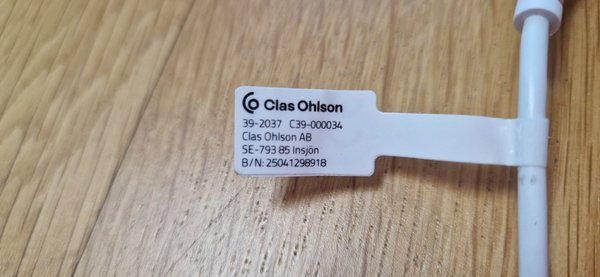 Clas Ohlson
39-2037 C39-000034
Clas Ohlson AB
SE-793 85 Insjön
B/N: 25041298918